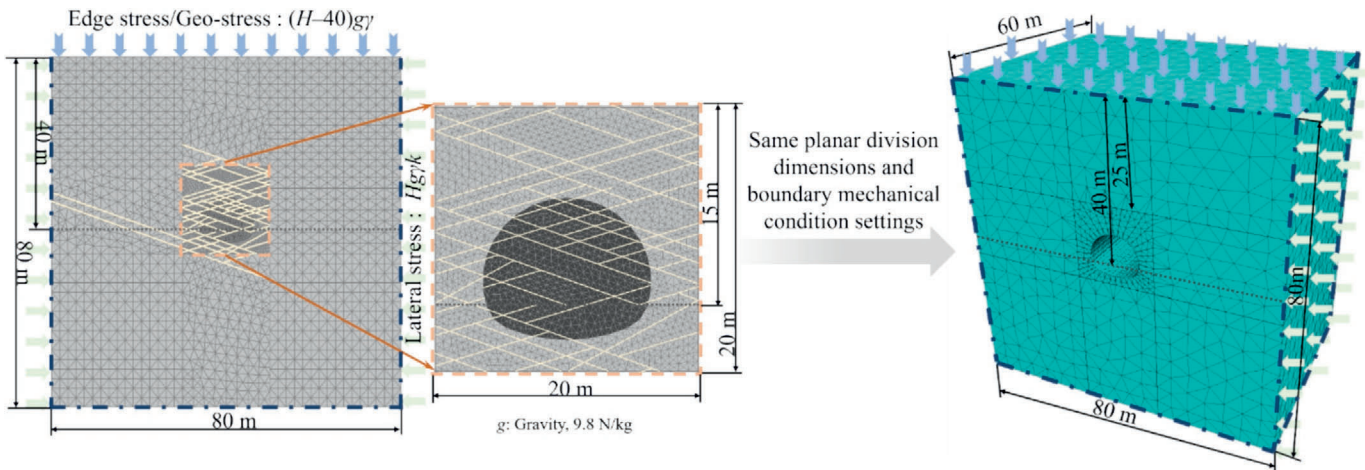 Edge stress/Geo-stress : (H–40)gγ
40 m
80 m
80 m
Lateral stress : Hgγk
15 m
20 m
20 m
g: Gravity, 9.8 N/kg
Same planar division
dimensions and
boundary mechanical
condition settings
60 m
25 m
40 m
80m
80 m